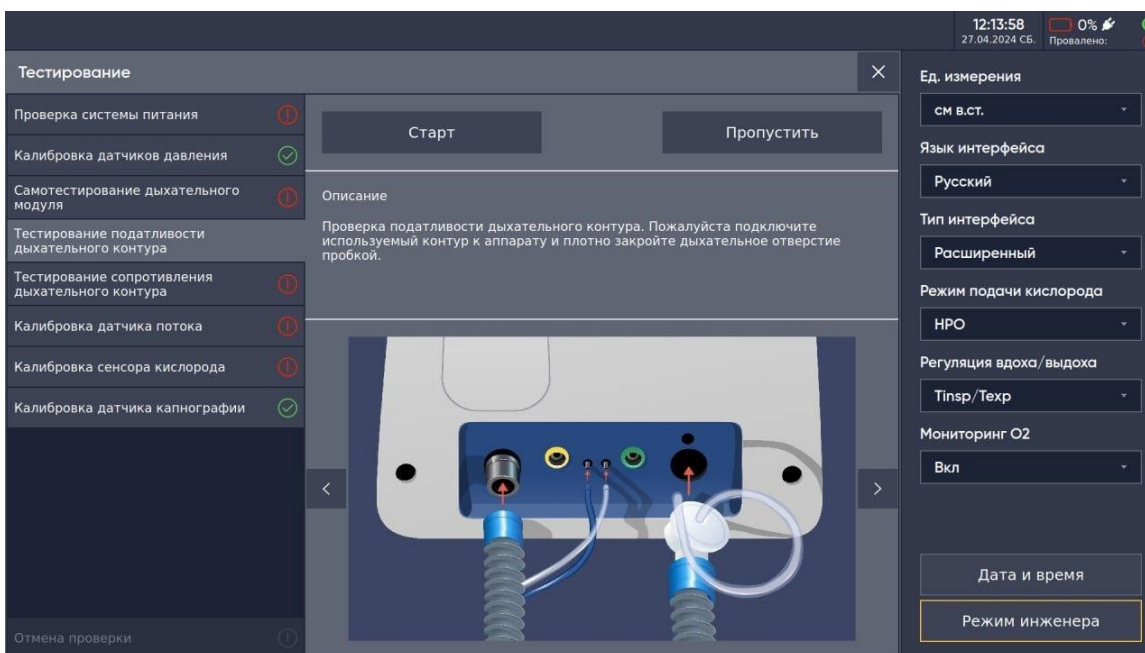 12:13:58
27.04.2024 СБ.
0%
Провалено:
Тестирование
Проверка системы питания
Калибровка датчиков давления
Самотестирование дыхательного
модуля
Тестирование податливости
дыхательного контура
Тестирование сопротивления
дыхательного контура
Калибровка датчика потока
Калибровка сенсора кислорода
Калибровка датчика капнографии
Отмена проверки
Старт
Пропустить
Описание
Проверка податливости дыхательного контура. Пожалуйста подключите
используемый контур к аппарату и плотно закройте дыхательное отверстие
пробкой.
Ед. измерения
см в.ст.
Язык интерфейса
Русский
Тип интерфейса
Расширенный
Режим подачи кислорода
НРО
Регуляция вдоха/выдоха
Tinsp/Texp
Мониторинг O2
Вкл
Дата и время
Режим инженера